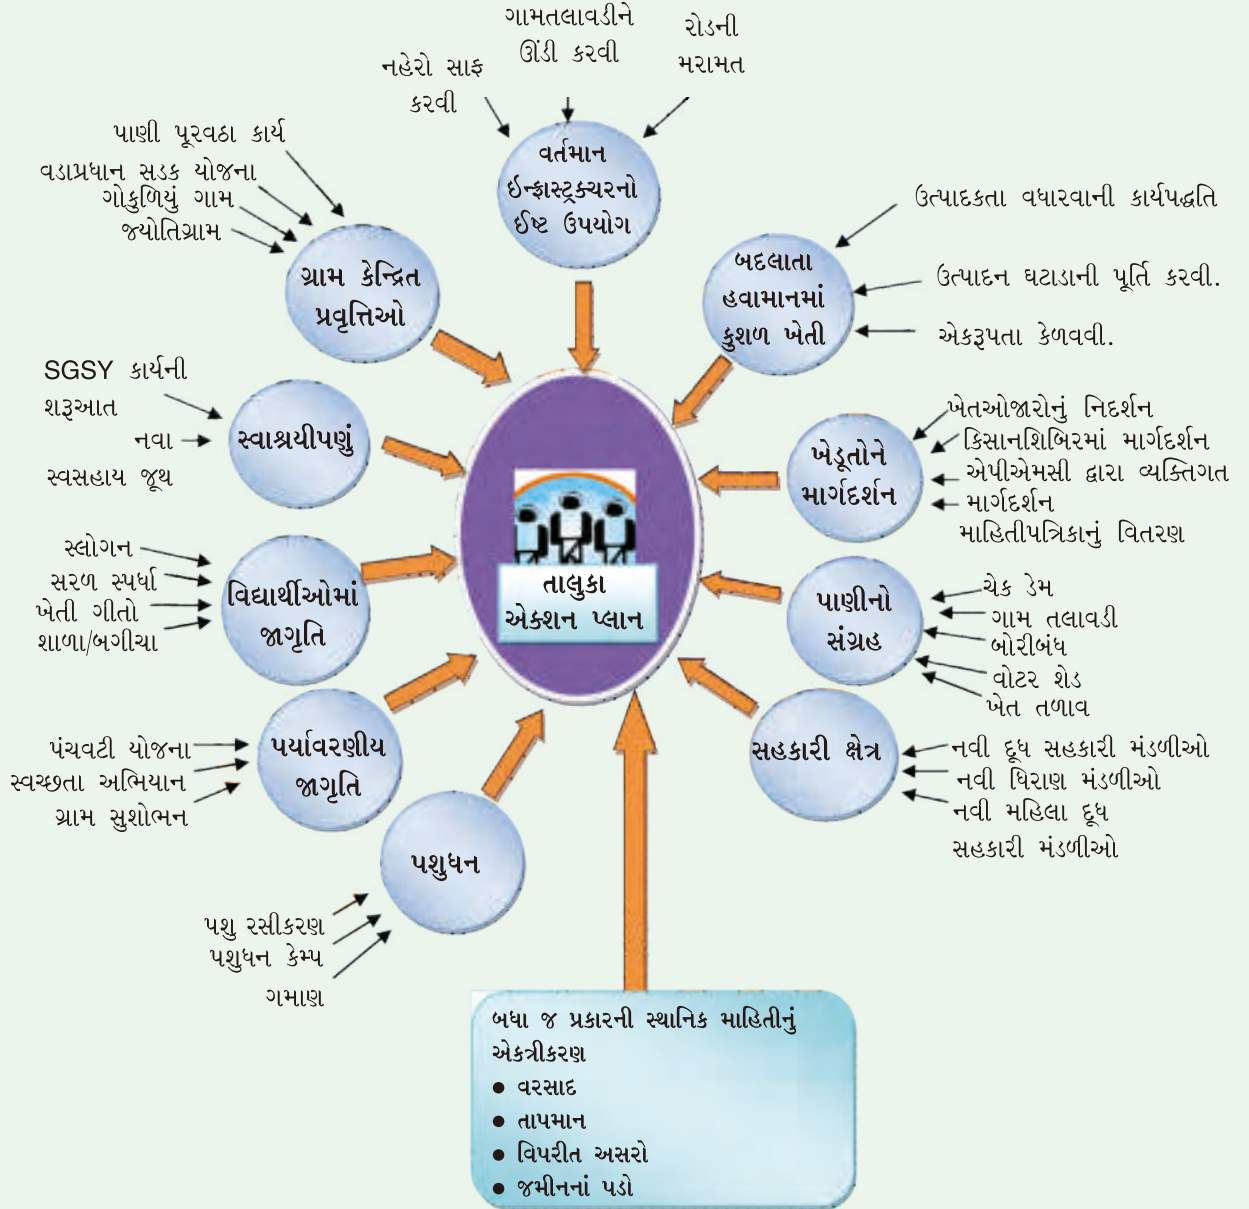 ગામતલાવડીને
ઊંડી કરવી
રોડની
મરામત
નહેરો સાફ
કરવી
વર્તમાન
ઇન્ફ્રાસ્ટ્રક્ચરનો
ઈષ્ટ ઉપયોગ
પાણી પૂરવઠા કાર્ય
વડાપ્રધાન સડક યોજના
ગોકુળિયું ગામ
જ્યોતિગ્રામ
ગ્રામ કેન્દ્રિત
પ્રવૃત્તિઓ
ઉત્પાદકતા વધારવાની કાર્યપદ્ધતિ
ઉત્પાદન ઘટાડાની પૂર્તિ કરવી.
એકરૂપતા કેળવવી.
બદલાતા
હવામાનમાં
કુશળ ખેતી
SGSY કાર્યની
શરૂઆત
નવા
સ્વસહાય જૂથ
સ્વાશ્રયીપણું
ખેતઓજારોનું નિદર્શન
કિસાનશિબિરમાં માર્ગદર્શન
એપીએમસી દ્વારા વ્યક્તિગત
માર્ગદર્શન
માહિતીપત્રિકાનું વિતરણ
ખેડૂતોને
માર્ગદર્શન
સ્લોગન
સરળ સ્પર્ધા
ખેતી ગીતો
શાળા/બગીચા
વિદ્યાર્થીઓમાં
જાગૃતિ
તાલુકા
એક્શન પ્લાન
પાણીનો
સંગ્રહ
ચેક ડેમ
ગામ તલાવડી
બોરીબંધ
વોટર શેડ
ખેત તળાવ
પંચવટી યોજના
સ્વચ્છતા અભિયાન
ગ્રામ સુશોભન
પર્યાવરણીય
જાગૃતિ
સહકારી ક્ષેત્ર
નવી દૂધ સહકારી મંડળીઓ
નવી ધિરાણ મંડળીઓ
નવી મહિલા દૂધ
સહકારી મંડળીઓ
પશુધન
પશુ રસીકરણ
પશુધન કેમ્પ
ગમાણ
બધા જ પ્રકારની સ્થાનિક માહિતીનું
એકત્રીકરણ
• વરસાદ
• તાપમાન
• વિપરીત અસરો
• જમીનનાં પડો